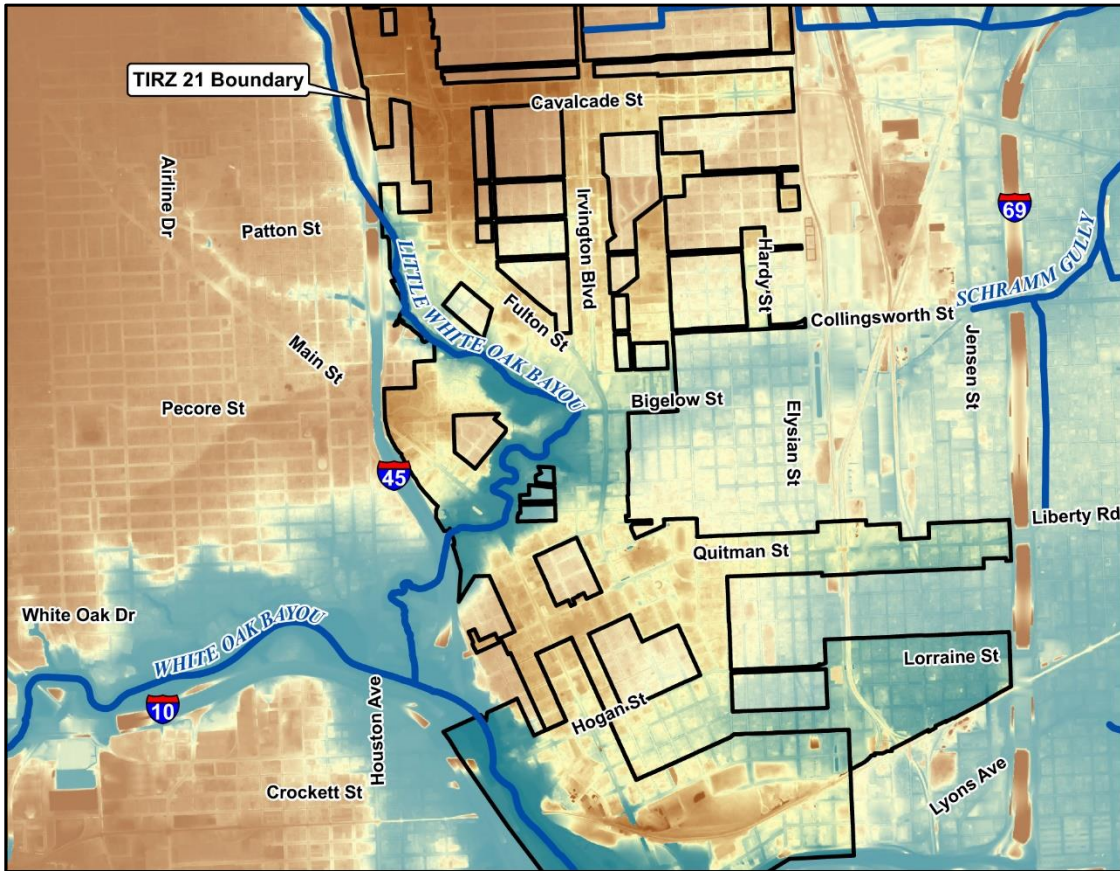 TIRZ 21 Boundary
Cavalcade St
Airline Dr
Patton St
Irvington Blvd
69
LITTLE WHITE OAK BAYOU
Hardy St
SCHRAMM GULLY
Fulton St
Collingsworth St
Main St
Jensen St
Pecore St
Bigelow St
Elysian St
45
Liberty Rd
Quitman St
White Oak Dr
WHITE OAK BAYOU
Lorraine St
10
Houston Ave
Hogan St
Crockett St
Lyons Ave